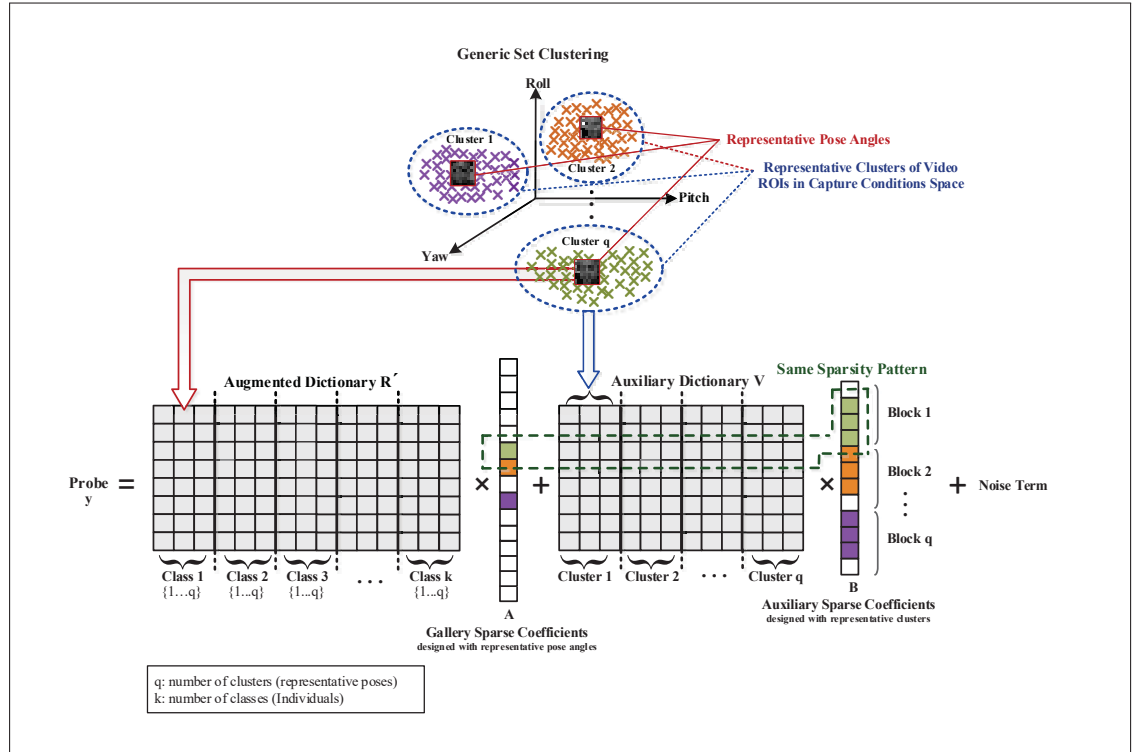 Generic Set Clustering
Roll
Cluster 1
Cluster 2
Representative Pose Angles
Representative Clusters of Video
ROIs in Capture Conditions Space
Pitch
Yaw
Cluster q
Augmented Dictionary R´
Auxiliary Dictionary V
Same Sparsity Pattern
Block 1
Block 2
Block q
Probe
y
=
×
+
×
+
Noise Term
Class 1
{1…q}
Class 2
{1..q}
Class 3
{1..q}
. . .
Class k
{1..q}
Cluster 1
Cluster 2
. . .
Cluster q
A
Gallery Sparse Coefficients
designed with representative pose angles
B
Auxiliary Sparse Coefficients
designed with representative clusters
q: number of clusters (representative poses)
k: number of classes (Individuals)